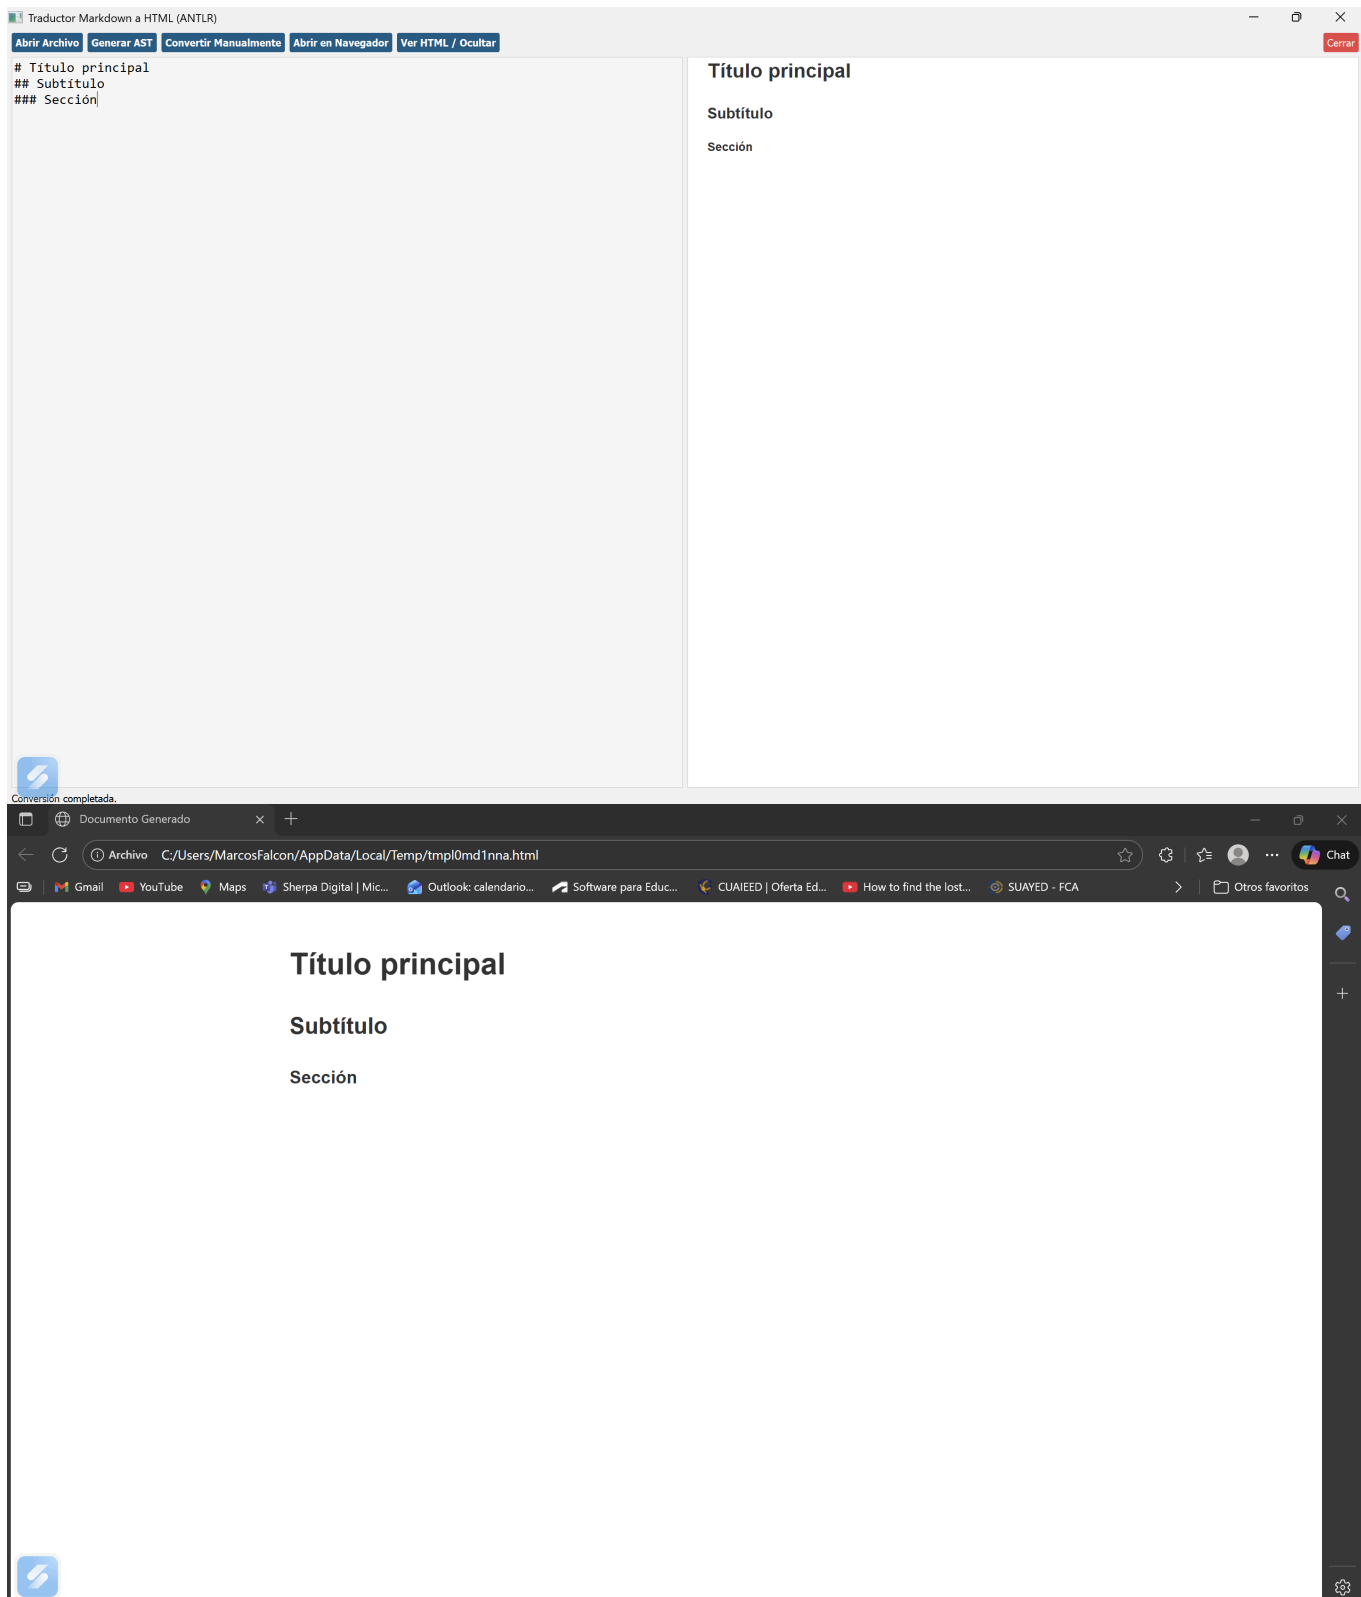 Traductor Markdown a HTML (ANTLR)
Abrir Archivo Generar AST Convertir Manualmente Abrir en Navegador Ver HTML / Ocultar Cerrar
# Título principal
## Subtítulo
### Sección
Título principal
Subtítulo
Sección
Conversión completada.
Documento Generado
Archivo C:/Users/MarcosFalcon/AppData/Local/Temp/tmpl0md1nna.html Chat
Gmail YouTube Maps Sherpa Digital | Mic... Outlook: calendario... Software para Educ... CUAIEED | Oferta Ed... How to find the lost... SUAYED - FCA Otros favoritos
Título principal
Subtítulo
Sección